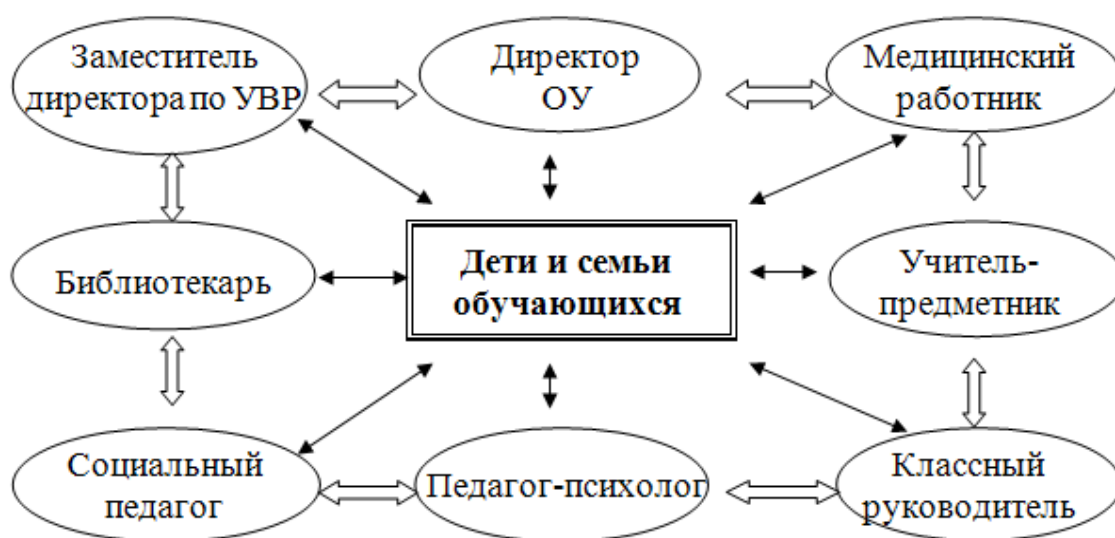 Заместитель
директора по УВР
Директор
ОУ
Медицинский
работник
Библиотекарь
Дети и семьи
обучающихся
Учитель-
предметник
Социальный
педагог
Педагог-психолог
Классный
руководитель